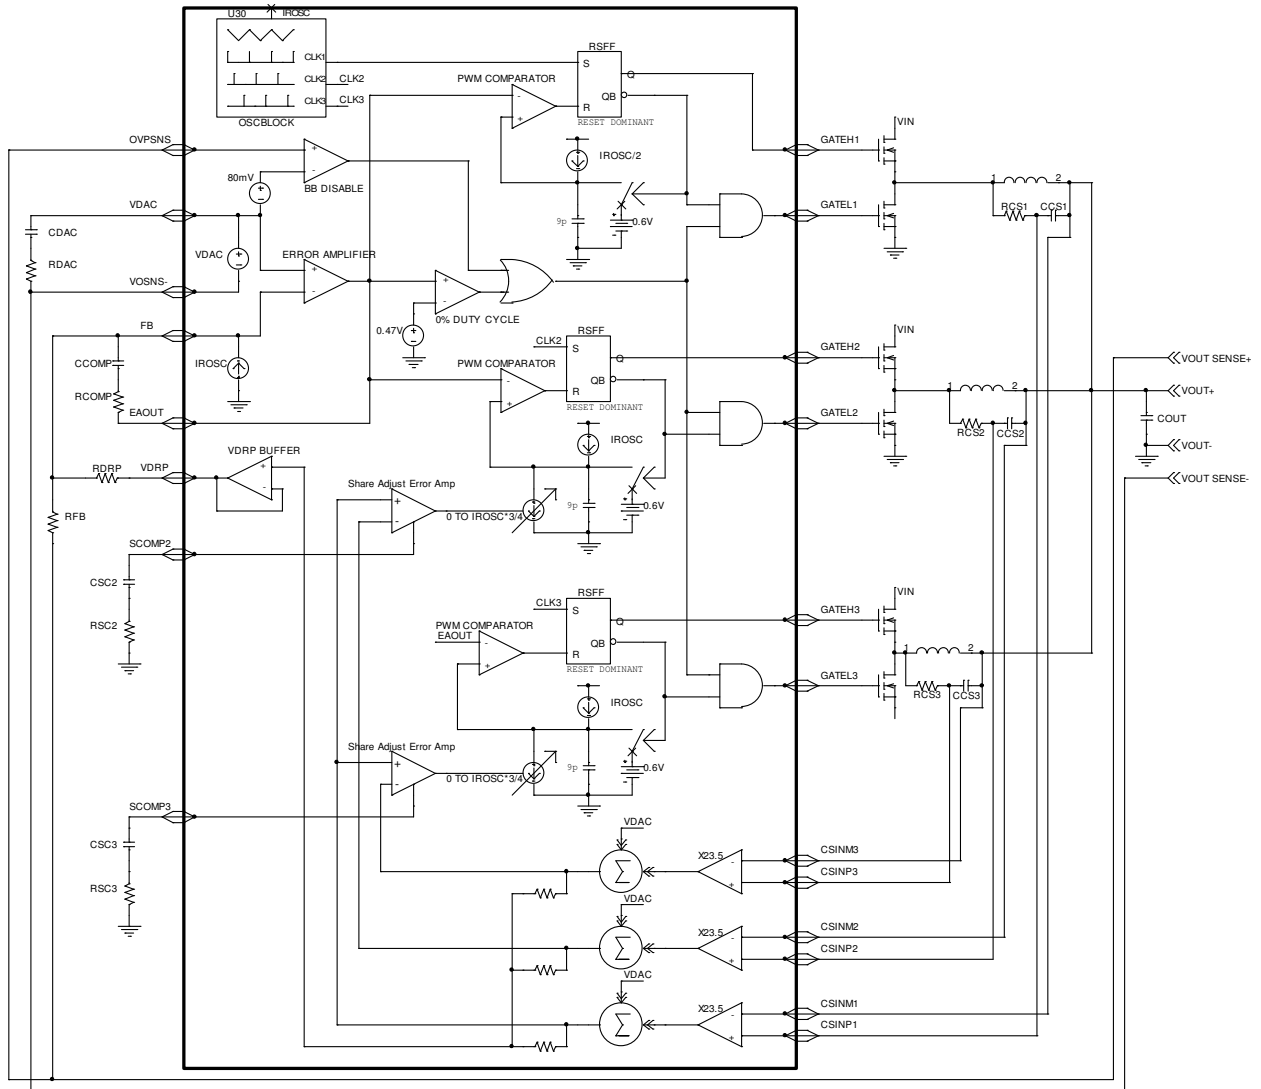 U30
IROSC
CLK1
CLK2
CLK2
CLK3
CLK3
OSCBLOCK
RSFF
S
Q
QB
R
RESET DOMINANT
PWM COMPARATOR
-
+
IROSC/2
9p
0.6V
VIN
OVPSNS
80mV
BB DISABLE
GATEH1
1
2
RCS1
CCS1
VDAC
GATEL1
CDAC
RDAC
VDAC
ERROR AMPLIFIER
VOSNS-
0% DUTY CYCLE
0.47V
FB
CCOMP
RCOMP
IROSC
EAOUT
CLK2
RSFF
S
Q
QB
R
RESET DOMINANT
PWM COMPARATOR
VIN
GATEH2
VOUT SENSE+
1
2
VOUT+
COUT
RCS2
CCS2
GATEL2
VOUT-
VOUT SENSE-
IROSC
9p
0.6V
VDRP BUFFER
RDRP
VDRP
RFB
Share Adjust Error Amp
0 TO IROSC*3/4
SCOMP2
CSC2
RSC2
CLK3
RSFF
S
Q
QB
R
RESET DOMINANT
PWM COMPARATOR
EAOUT
VIN
GATEH3
1
2
RCS3
CCS3
GATEL3
IROSC
9p
0.6V
Share Adjust Error Amp
0 TO IROSC*3/4
SCOMP3
CSC3
RSC3
VDAC
Σ
X23.5
CSINM3
CSINP3
VDAC
Σ
X23.5
CSINM2
CSINP2
VDAC
Σ
X23.5
CSINM1
CSINP1